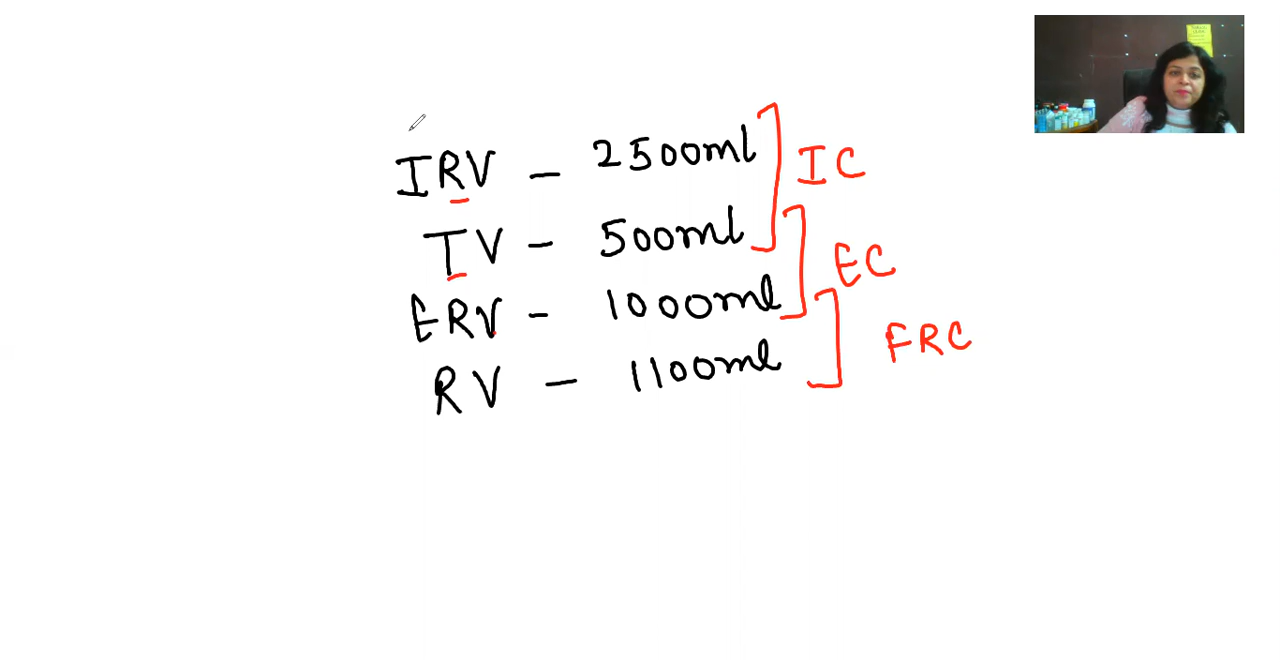 IRV - 2500ml
IC
TV - 500ml
EC
ERV - 1000ml
FRC
RV - 1100ml